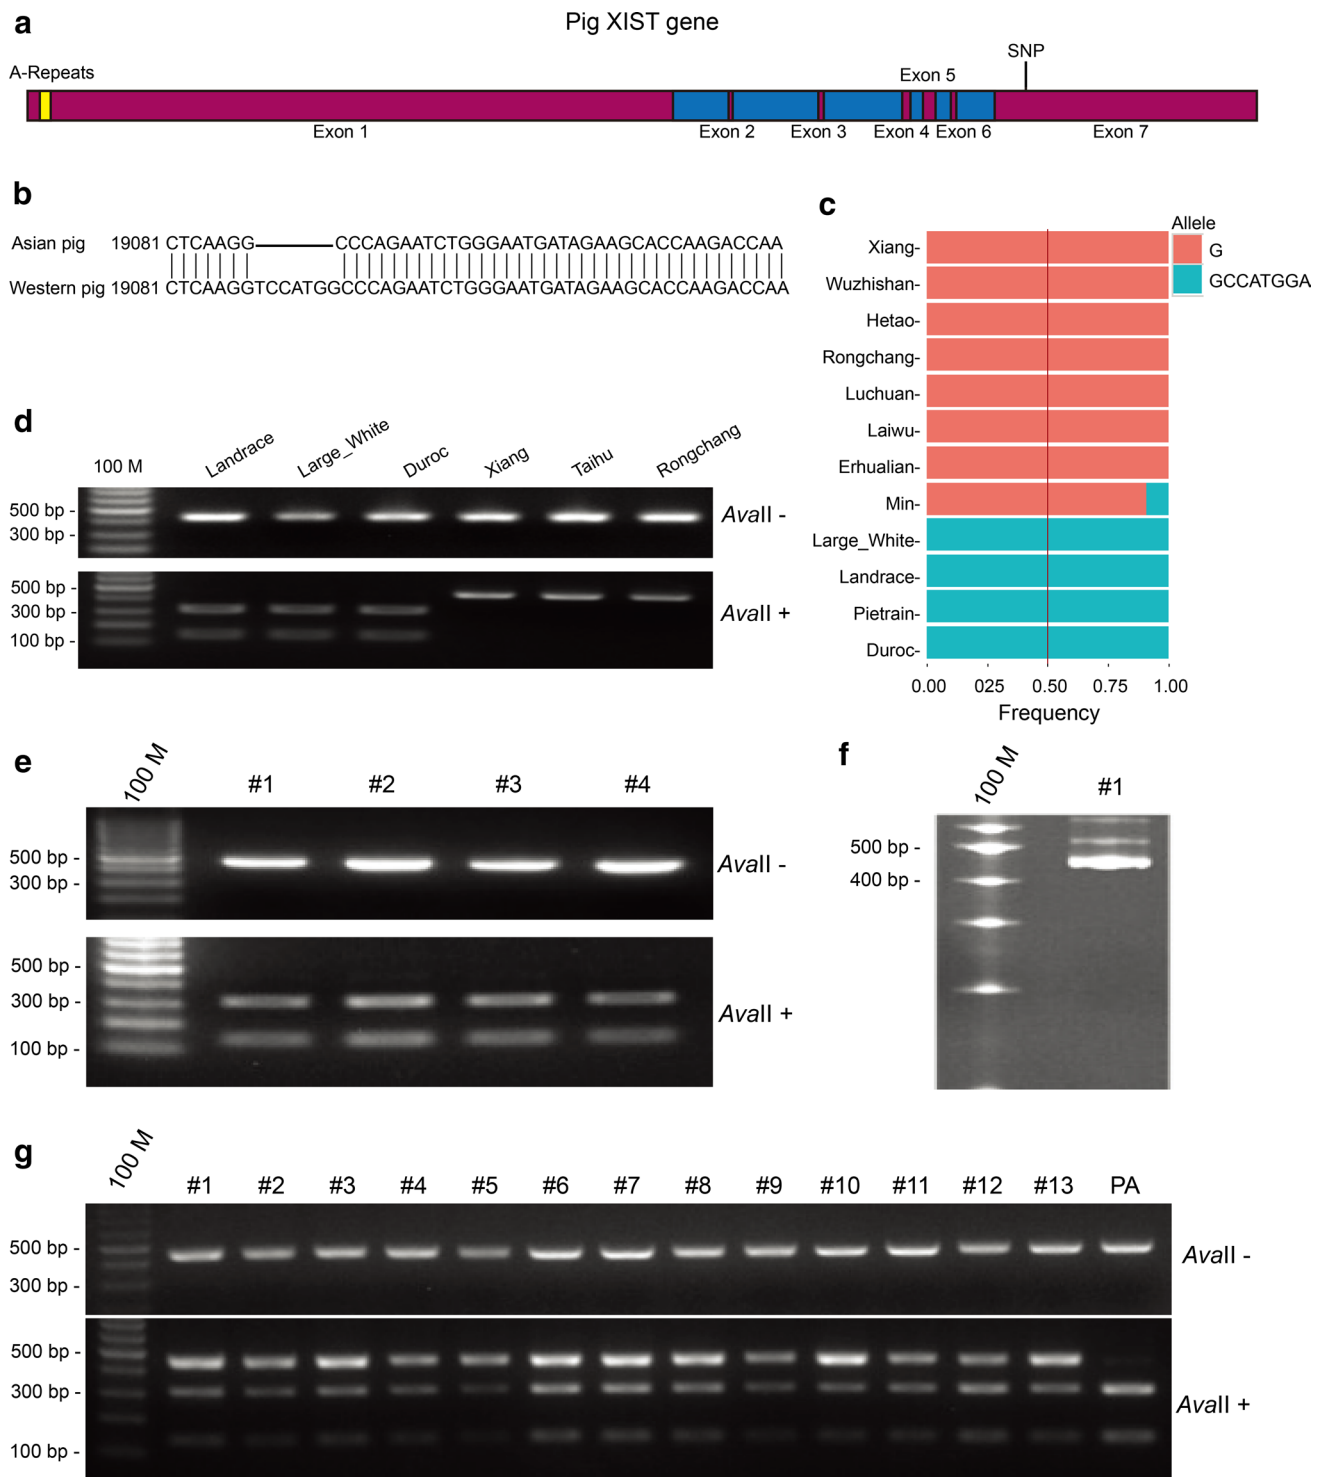 a
Pig XIST gene
SNP
A-Repeats
Exon 5
Exon 1
Exon 2
Exon 3
Exon 4
Exon 6
Exon 7
b
Asian pig 19081 CTCAAGG————CCCAGAATCTGGGAATGATAGAAGCACCAAGACCAA
Western pig 19081 CTCAAGGTCCATGGCCCAGAATCTGGGAATGATAGAAGCACCAAGACCAA
c
Allele
G
GCCATGGA
Xiang-
Wuzhishan-
Hetao-
Rongchang-
Luchuan-
Laiwu-
Erhualian-
Min-
Large_White-
Landrace-
Pietrain-
Duroc-
0.00 025 0.50 0.75 1.00
Frequency
d
100 M Landrace Large_White Duroc Xiang Taihu Rongchang
500 bp -
300 bp -
AvaII -
500 bp -
300 bp -
100 bp -
AvaII +
e
100 M #1 #2 #3 #4
500 bp -
300 bp -
AvaII -
500 bp -
300 bp -
100 bp -
AvaII +
f
100 M #1
500 bp -
400 bp -
g
100 M #1 #2 #3 #4 #5 #6 #7 #8 #9 #10 #11 #12 #13 PA
500 bp -
300 bp -
AvaII -
500 bp -
300 bp -
100 bp -
AvaII +